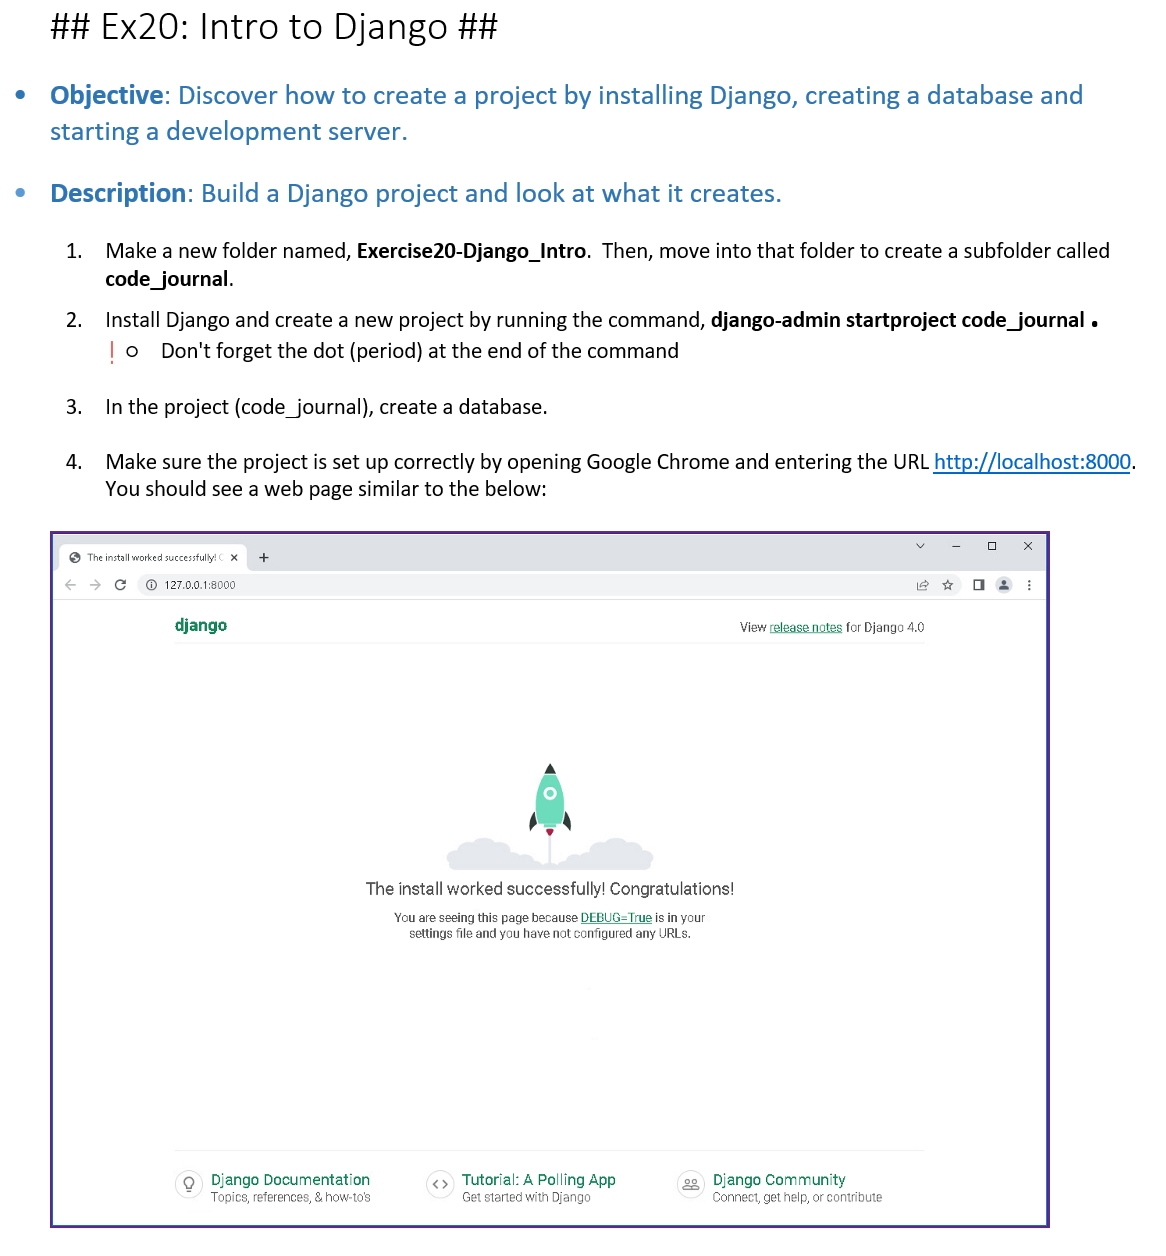 ## Ex20: Intro to Django ##
• Objective: Discover how to create a project by installing Django, creating a database and
starting a development server.
• Description: Build a Django project and look at what it creates.
1. Make a new folder named, Exercise20-Django_Intro. Then, move into that folder to create a subfolder called
code_journal.
2. Install Django and create a new project by running the command, django-admin startproject code_journal .
! o Don't forget the dot (period) at the end of the command
3. In the project (code_journal), create a database.
4. Make sure the project is set up correctly by opening Google Chrome and entering the URL http://localhost:8000.
You should see a web page similar to the below:
The install worked successfully! C
127.0.0.1:8000
django
View release notes for Django 4.0
The install worked successfully! Congratulations!
You are seeing this page because DEBUG=True is in your
settings file and you have not configured any URLs.
Django Documentation
Topics, references, & how-to's
Tutorial: A Polling App
Get started with Django
Django Community
Connect, get help, or contribute